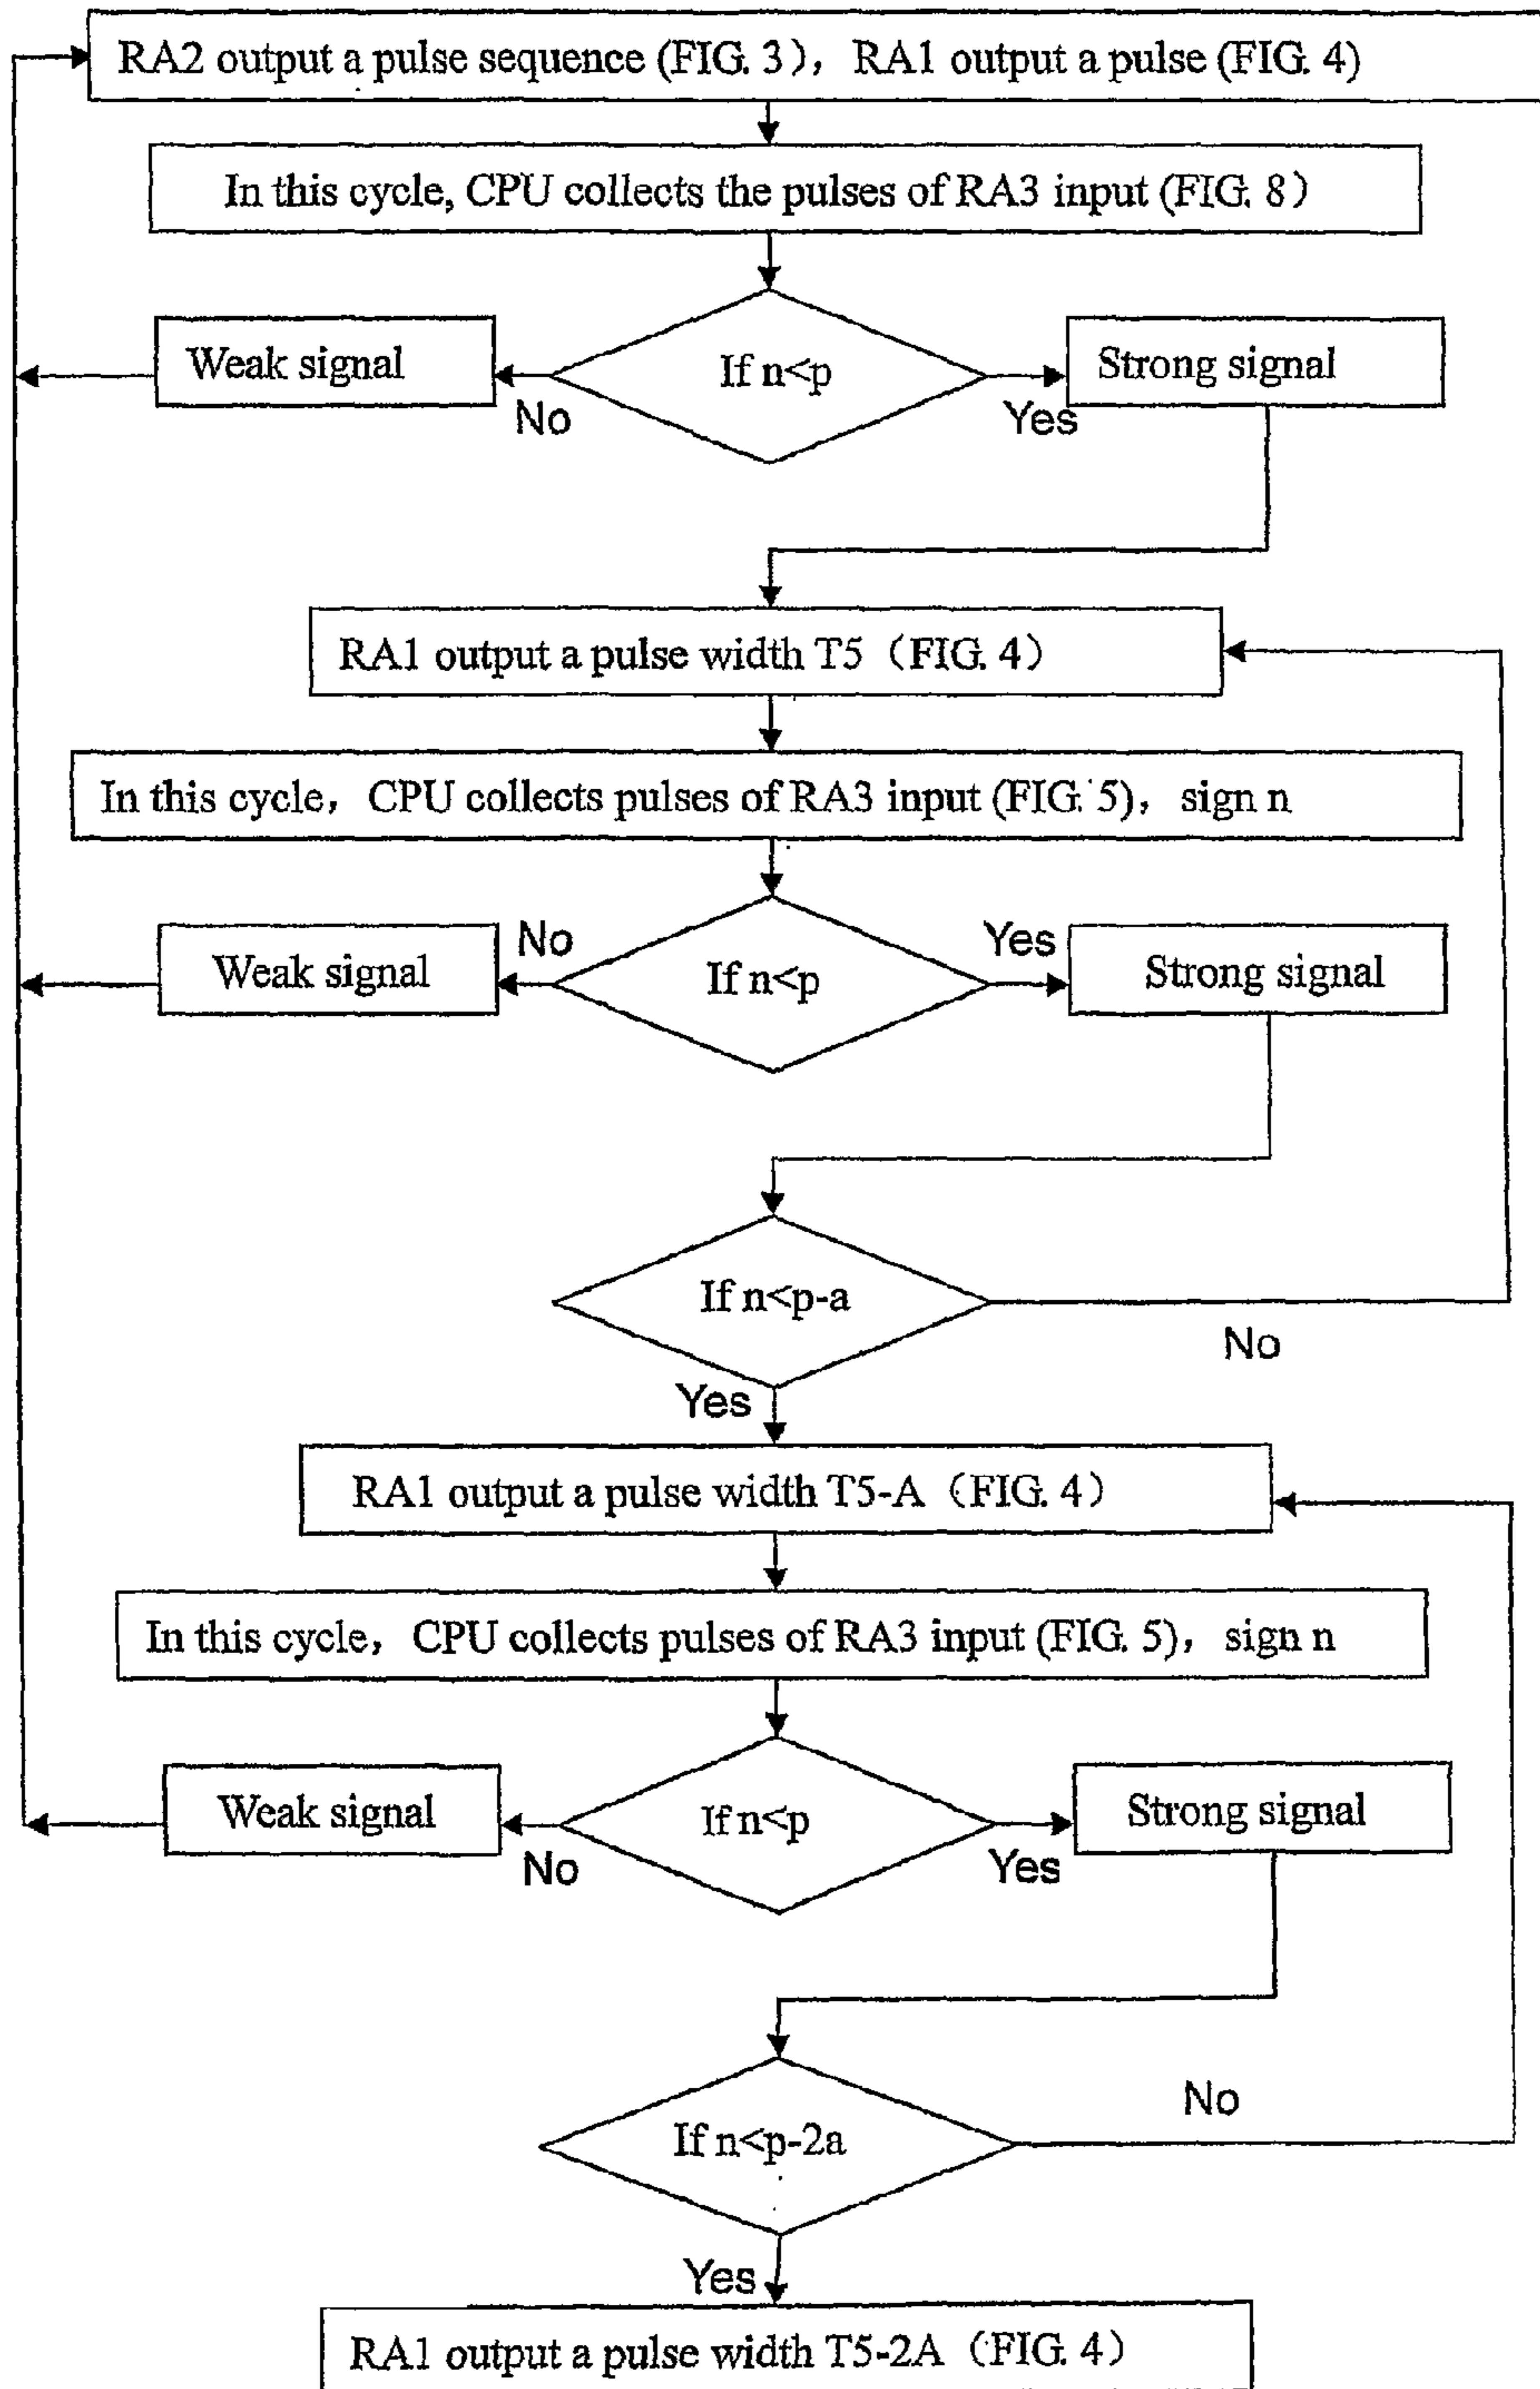 RA2 output a pulse sequence (FIG. 3), RA1 output a pulse (FIG. 4)
In this cycle, CPU collects the pulses of RA3 input (FIG. 8)
Weak signal
If n<p
Strong signal
No
Yes
RA1 output a pulse width T5 (FIG. 4)
In this cycle, CPU collects pulses of RA3 input (FIG. 5), sign n
No
Yes
Weak signal
If n<p
Strong signal
If n<p-a
No
Yes
RA1 output a pulse width T5-A (FIG. 4)
In this cycle, CPU collects pulses of RA3 input (FIG. 5), sign n
Weak signal
If n<p
Strong signal
No
Yes
No
If n<p-2a
Yes
RA1 output a pulse width T5-2A (FIG. 4)